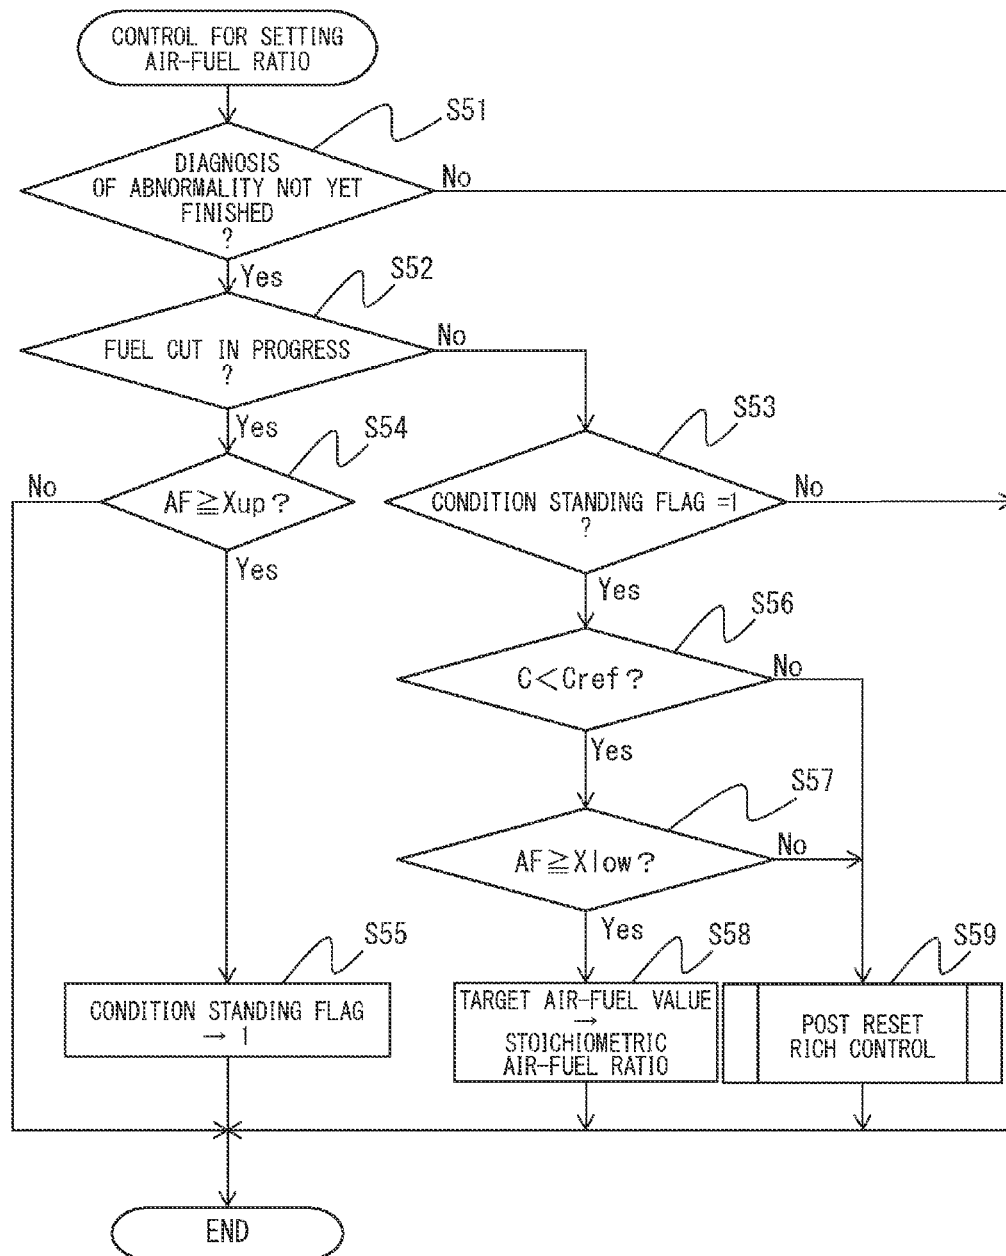 CONTROL FOR SETTING
AIR-FUEL RATIO
S51
DIAGNOSIS
OF ABNORMALITY NOT YET
FINISHED
?
No
Yes
S52
FUEL CUT IN PROGRESS
?
No
Yes
S54
AF≧Xup?
No
Yes
S53
CONDITION STANDING FLAG =1
?
No
Yes
S56
C<Cref?
No
Yes
S57
AF≧Xlow?
No
Yes
S55
CONDITION STANDING FLAG
→ 1
S58
TARGET AIR-FUEL VALUE
→
STOICHIOMETRIC
AIR-FUEL RATIO
S59
POST RESET
RICH CONTROL
END